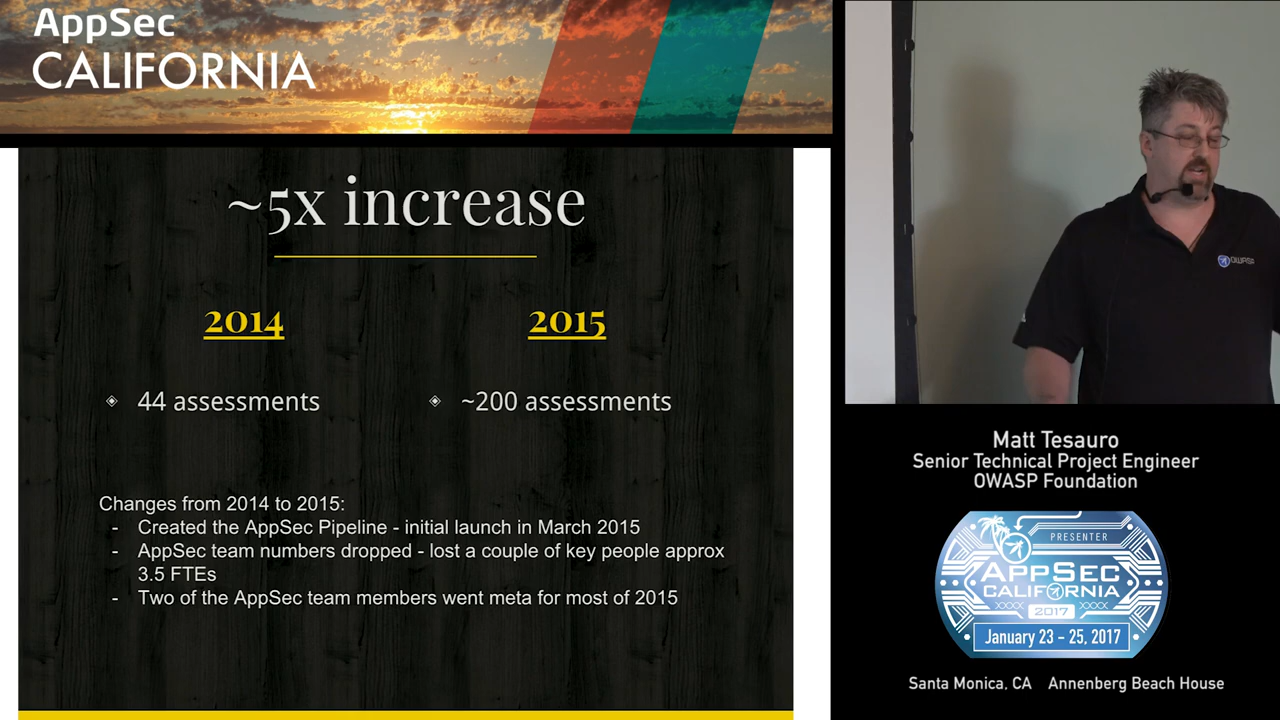 AppSec
CALIFORNIA
~5x increase
2014
2015
44 assessments
~200 assessments
Changes from 2014 to 2015:
- Created the AppSec Pipeline - initial launch in March 2015
- AppSec team numbers dropped - lost a couple of key people approx
3.5 FTEs
- Two of the AppSec team members went meta for most of 2015
OWASP
Matt Tesauro
Senior Technical Project Engineer
OWASP Foundation
PRESENTER
APPSEC
CALIFORNIA
XXXX 2017 XXXX
January 23 - 25, 2017
Santa Monica, CA Annenberg Beach House